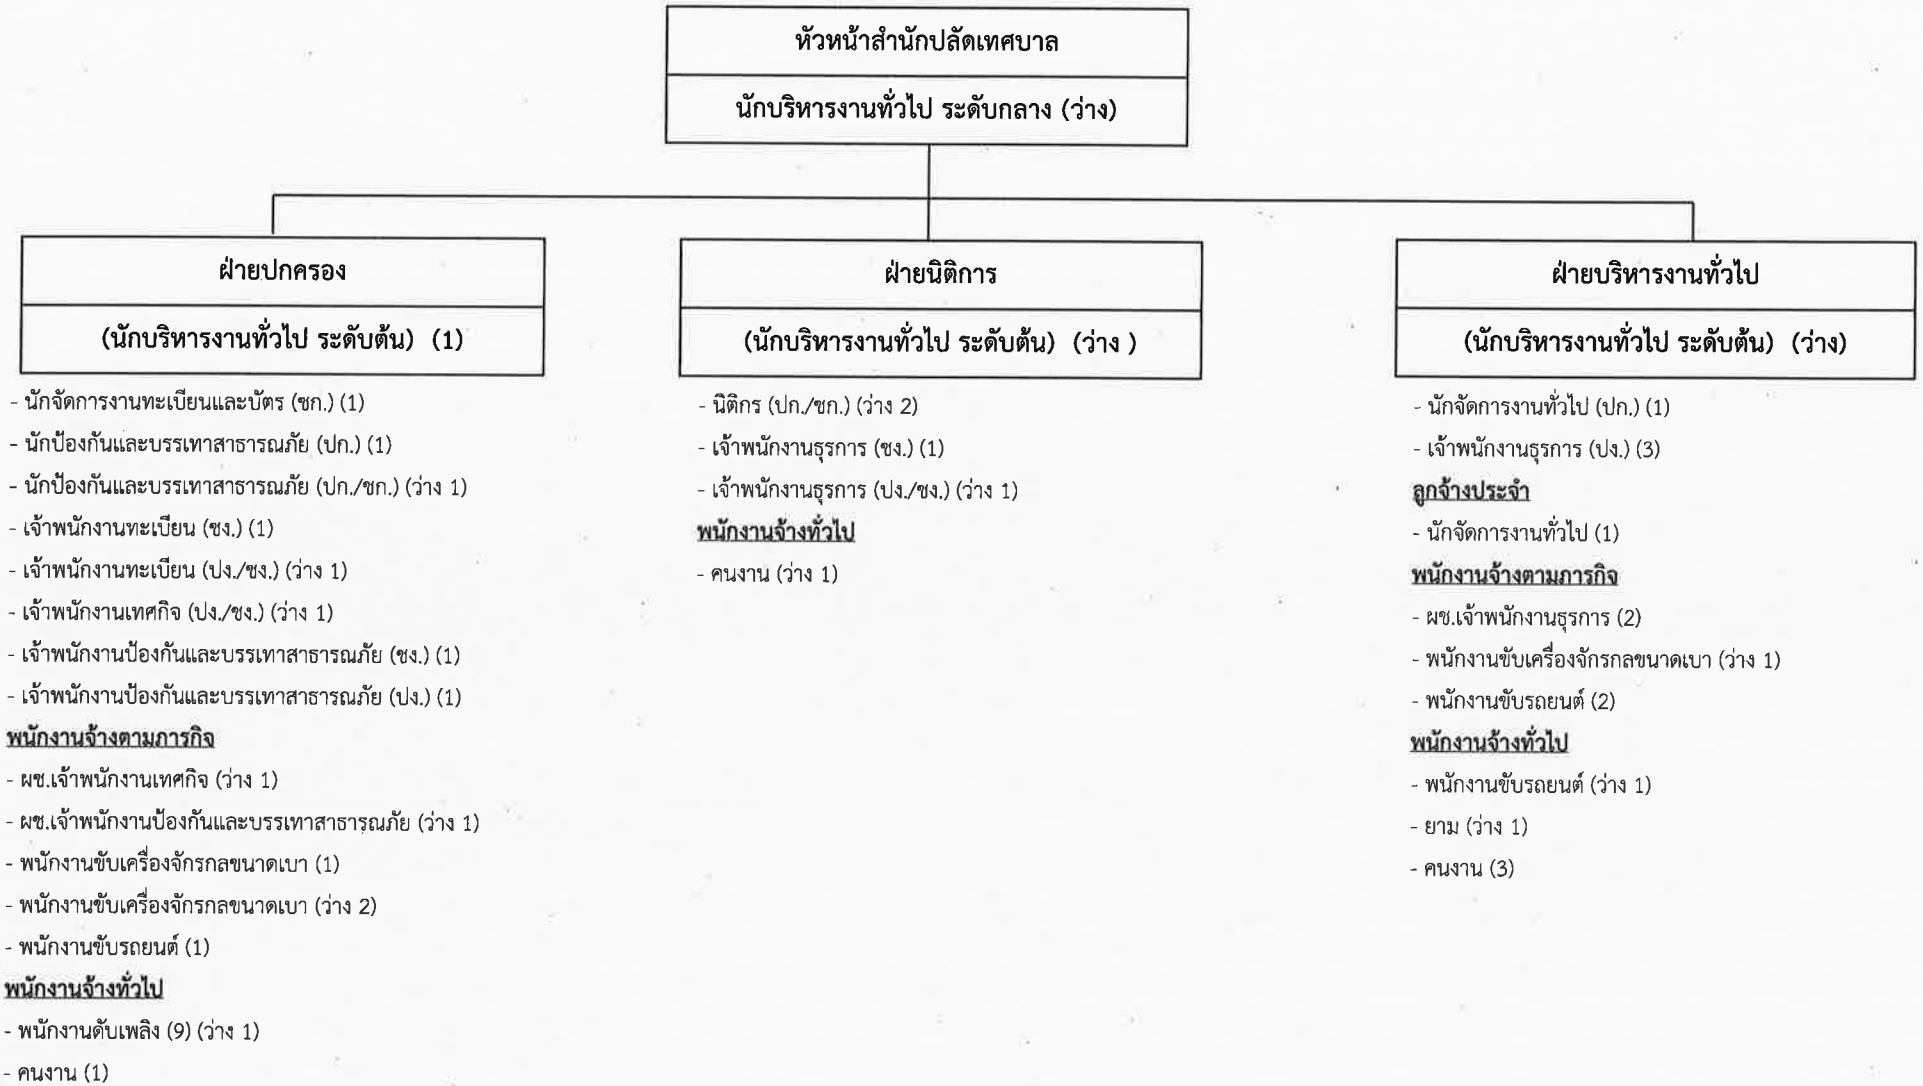 หัวหน้าสำนักปลัดเทศบาล
นักบริหารงานทั่วไป ระดับกลาง (ว่าง)
ฝ่ายปกครอง
(นักบริหารงานทั่วไป ระดับต้น) (1)
- นักจัดการงานทะเบียนและบัตร (ชก.) (1)
- นักป้องกันและบรรเทาสาธารณภัย (ปก.) (1)
- นักป้องกันและบรรเทาสาธารณภัย (ปก./ชก.) (ว่าง 1)
- เจ้าพนักงานทะเบียน (ชง.) (1)
- เจ้าพนักงานทะเบียน (ปง./ชง.) (ว่าง 1)
- เจ้าพนักงานเทศกิจ (ปง./ชง.) (ว่าง 1)
- เจ้าพนักงานป้องกันและบรรเทาสาธารณภัย (ชง.) (1)
- เจ้าพนักงานป้องกันและบรรเทาสาธารณภัย (ปง.) (1)
พนักงานจ้างตามภารกิจ
- ผช.เจ้าพนักงานเทศกิจ (ว่าง 1)
- ผช.เจ้าพนักงานป้องกันและบรรเทาสาธารณภัย (ว่าง 1)
- พนักงานขับเครื่องจักรกลขนาดเบา (1)
- พนักงานขับเครื่องจักรกลขนาดเบา (ว่าง 2)
- พนักงานขับรถยนต์ (1)
พนักงานจ้างทั่วไป
- พนักงานดับเพลิง (9) (ว่าง 1)
- คนงาน (1)
ฝ่ายนิติการ
(นักบริหารงานทั่วไป ระดับต้น) (ว่าง )
- นิติกร (ปก./ชก.) (ว่าง 2)
- เจ้าพนักงานธุรการ (ชง.) (1)
- เจ้าพนักงานธุรการ (ปง./ชง.) (ว่าง 1)
พนักงานจ้างทั่วไป
- คนงาน (ว่าง 1)
ฝ่ายบริหารงานทั่วไป
(นักบริหารงานทั่วไป ระดับต้น) (ว่าง)
- นักจัดการงานทั่วไป (ปก.) (1)
- เจ้าพนักงานธุรการ (ปง.) (3)
ลูกจ้างประจำ
- นักจัดการงานทั่วไป (1)
พนักงานจ้างตามภารกิจ
- ผช.เจ้าพนักงานธุรการ (2)
- พนักงานขับเครื่องจักรกลขนาดเบา (ว่าง 1)
- พนักงานขับรถยนต์ (2)
พนักงานจ้างทั่วไป
- พนักงานขับรถยนต์ (ว่าง 1)
- ยาม (ว่าง 1)
- คนงาน (3)